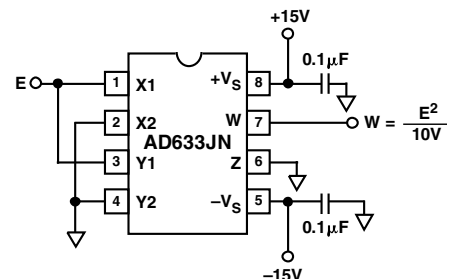 +15V
0.1μF
E
1 X1 +VS 8
2 X2 W 7
W = E²
10V
AD633JN
3 Y1 Z 6
4 Y2 –VS 5
0.1μF
–15V